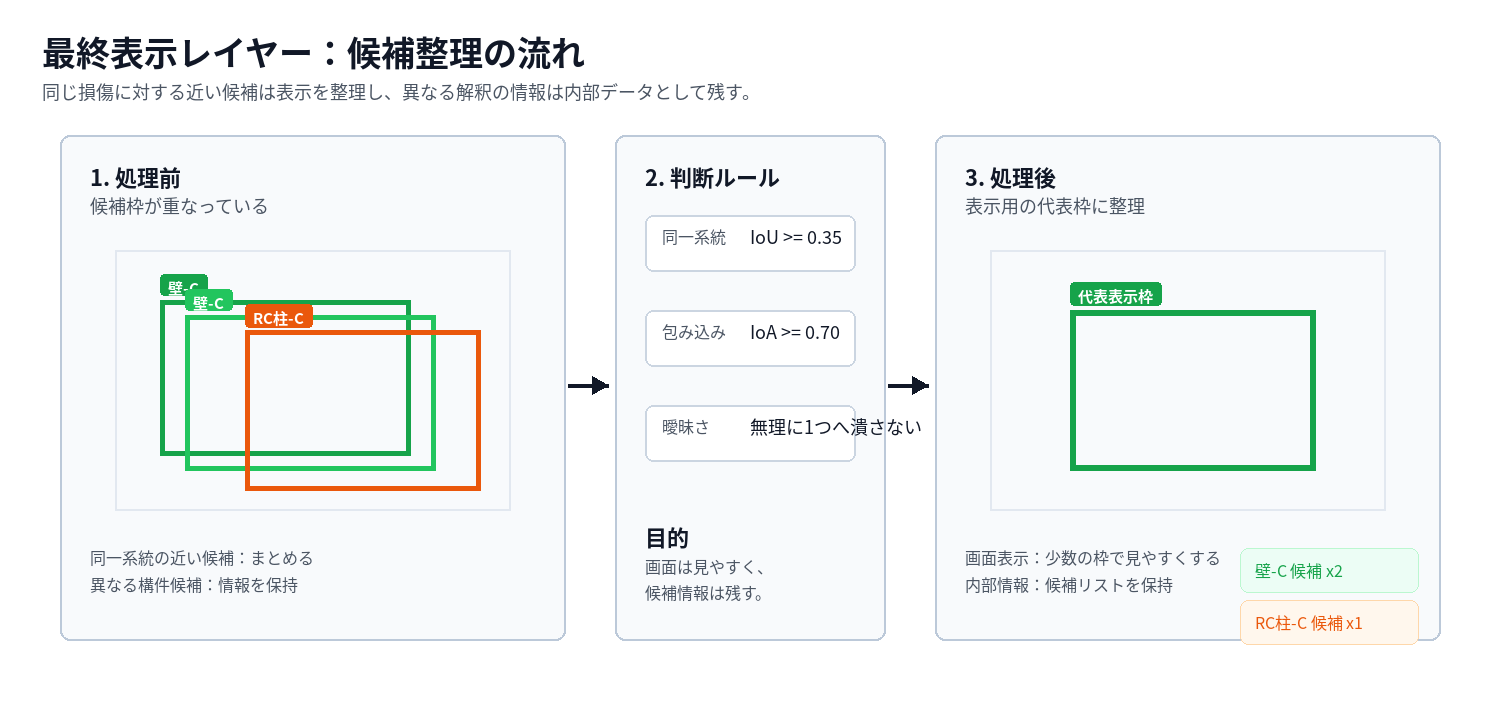 最終表示レイヤー：候補整理の流れ
同じ損傷に対する近い候補は表示を整理し、異なる解釈の情報は内部データとして残す。
1. 処理前
候補枠が重なっている
壁-C
壁-C
RC柱-C
同一系統の近い候補：まとめる
異なる構件候補：情報を保持
2. 判断ルール
同一系統 IoU >= 0.35
包み込み IoA >= 0.70
曖昧さ 無理に1つへ潰さない
目的
画面は見やすく、
候補情報は残す。
3. 処理後
表示用の代表枠に整理
代表表示枠
画面表示：少数の枠で見やすくする
内部情報：候補リストを保持
壁-C 候補 x2
RC柱-C 候補 x1